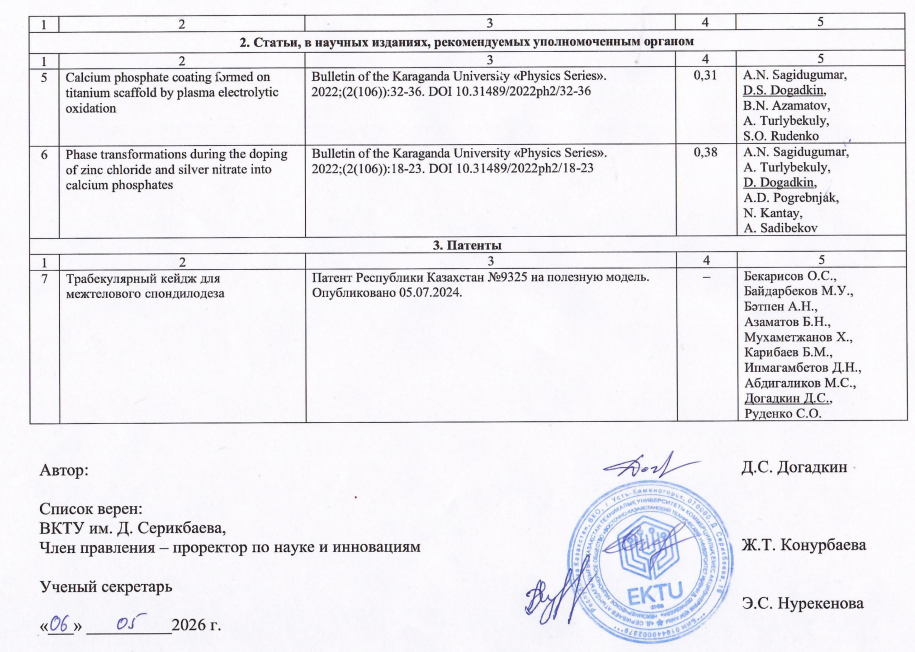 1 2 3 4 5
2. Статьи, в научных изданиях, рекомендуемых уполномоченным органом
1 2 3 4 5
5 Calcium phosphate coating formed on Bulletin of the Karaganda University «Physics Series». 0,31 A.N. Sagidugumar,
titanium scaffold by plasma electrolytic 2022;(2(106)):32-36. DOI 10.31489/2022ph2/32-36 D.S. Dogadkin,
oxidation B.N. Azamatov,
A. Turlybekuly,
S.O. Rudenko
6 Phase transformations during the doping Bulletin of the Karaganda University «Physics Series». 0,38 A.N. Sagidugumar,
of zinc chloride and silver nitrate into 2022;(2(106)):18-23. DOI 10.31489/2022ph2/18-23 A. Turlybekuly,
calcium phosphates D. Dogadkin,
A.D. Pogrebnjak,
N. Kantay,
A. Sadibekov
3. Патенты
1 2 3 4 5
7 Трабекулярный кейдж для Патент Республики Казахстан №9325 на полезную модель. – Бекарисов О.С.,
межтелового спондилодеза Опубликовано 05.07.2024. Байдарбеков М.У.,
Бэтпен А.Н.,
Азаматов Б.Н.,
Мухаметжанов Х.,
Карибаев Б.М.,
Ипмагамбетов Д.Н.,
Абдигаликов М.С.,
Догадкин Д.С.,
Руденко С.О.
Автор: Д.С. Догадкин
Список верен:
ВКТУ им. Д. Серикбаева,
Член правления – проректор по науке и инновациям Ж.Т. Конурбаева
Ученый секретарь Э.С. Нурекенова
EKTU
«06» 05 2026 г.